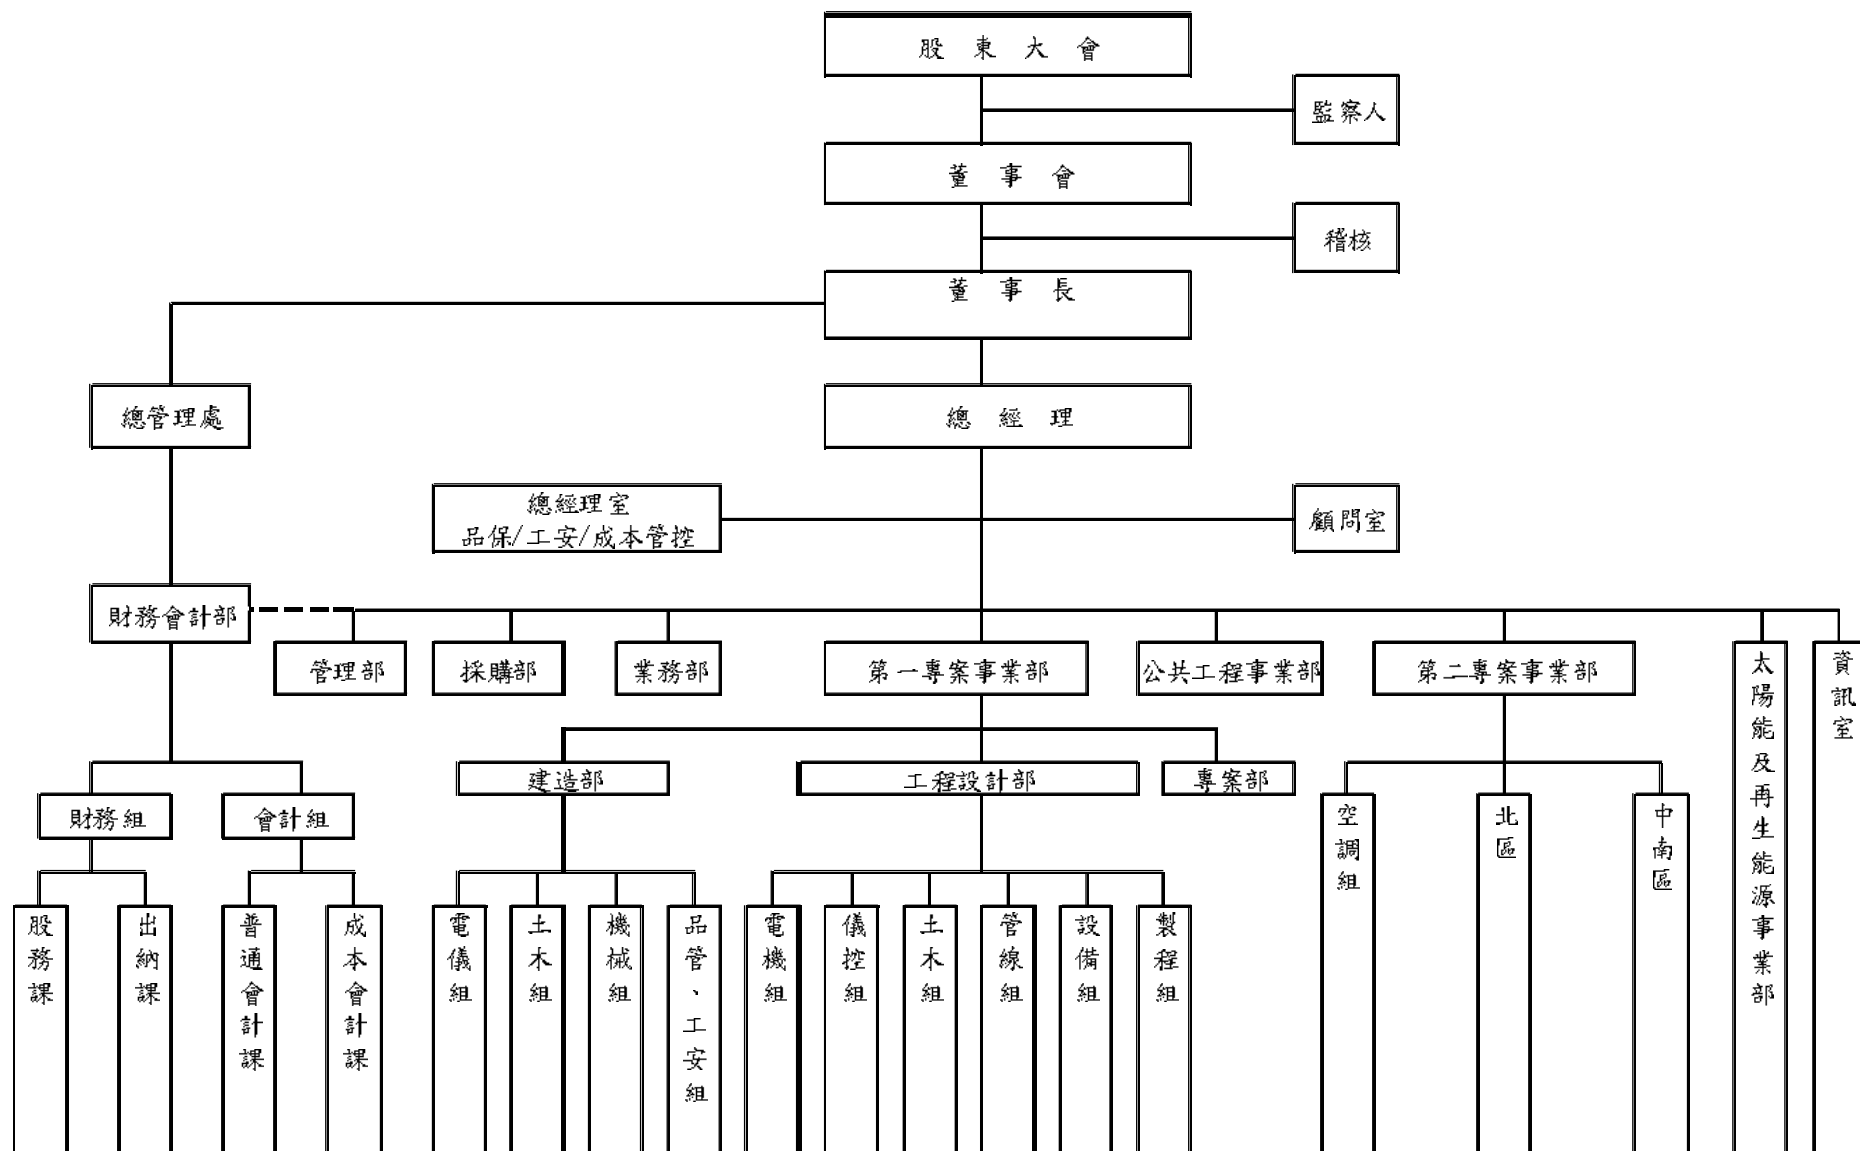 股東大會
監察人
董事會
稽核
董事長
總管理處
總經理
總經理室
品保/工安/成本管控
顧問室
財務會計部
管理部
採購部
業務部
第一專案事業部
公共工程事業部
第二專案事業部
太陽能及再生能源事業部
資訊室
建造部
工程設計部
專案部
財務組
會計組
空調組
北區
中南區
股務課
出納課
普通會計課
成本會計課
電儀組
土木組
機械組
品管、工安組
電機組
儀控組
土木組
管線組
設備組
製程組